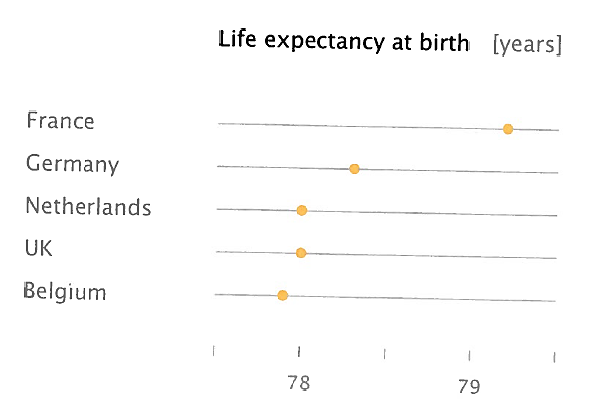 Life expectancy at birth [years]
France
Germany
Netherlands
UK
Belgium
78 79